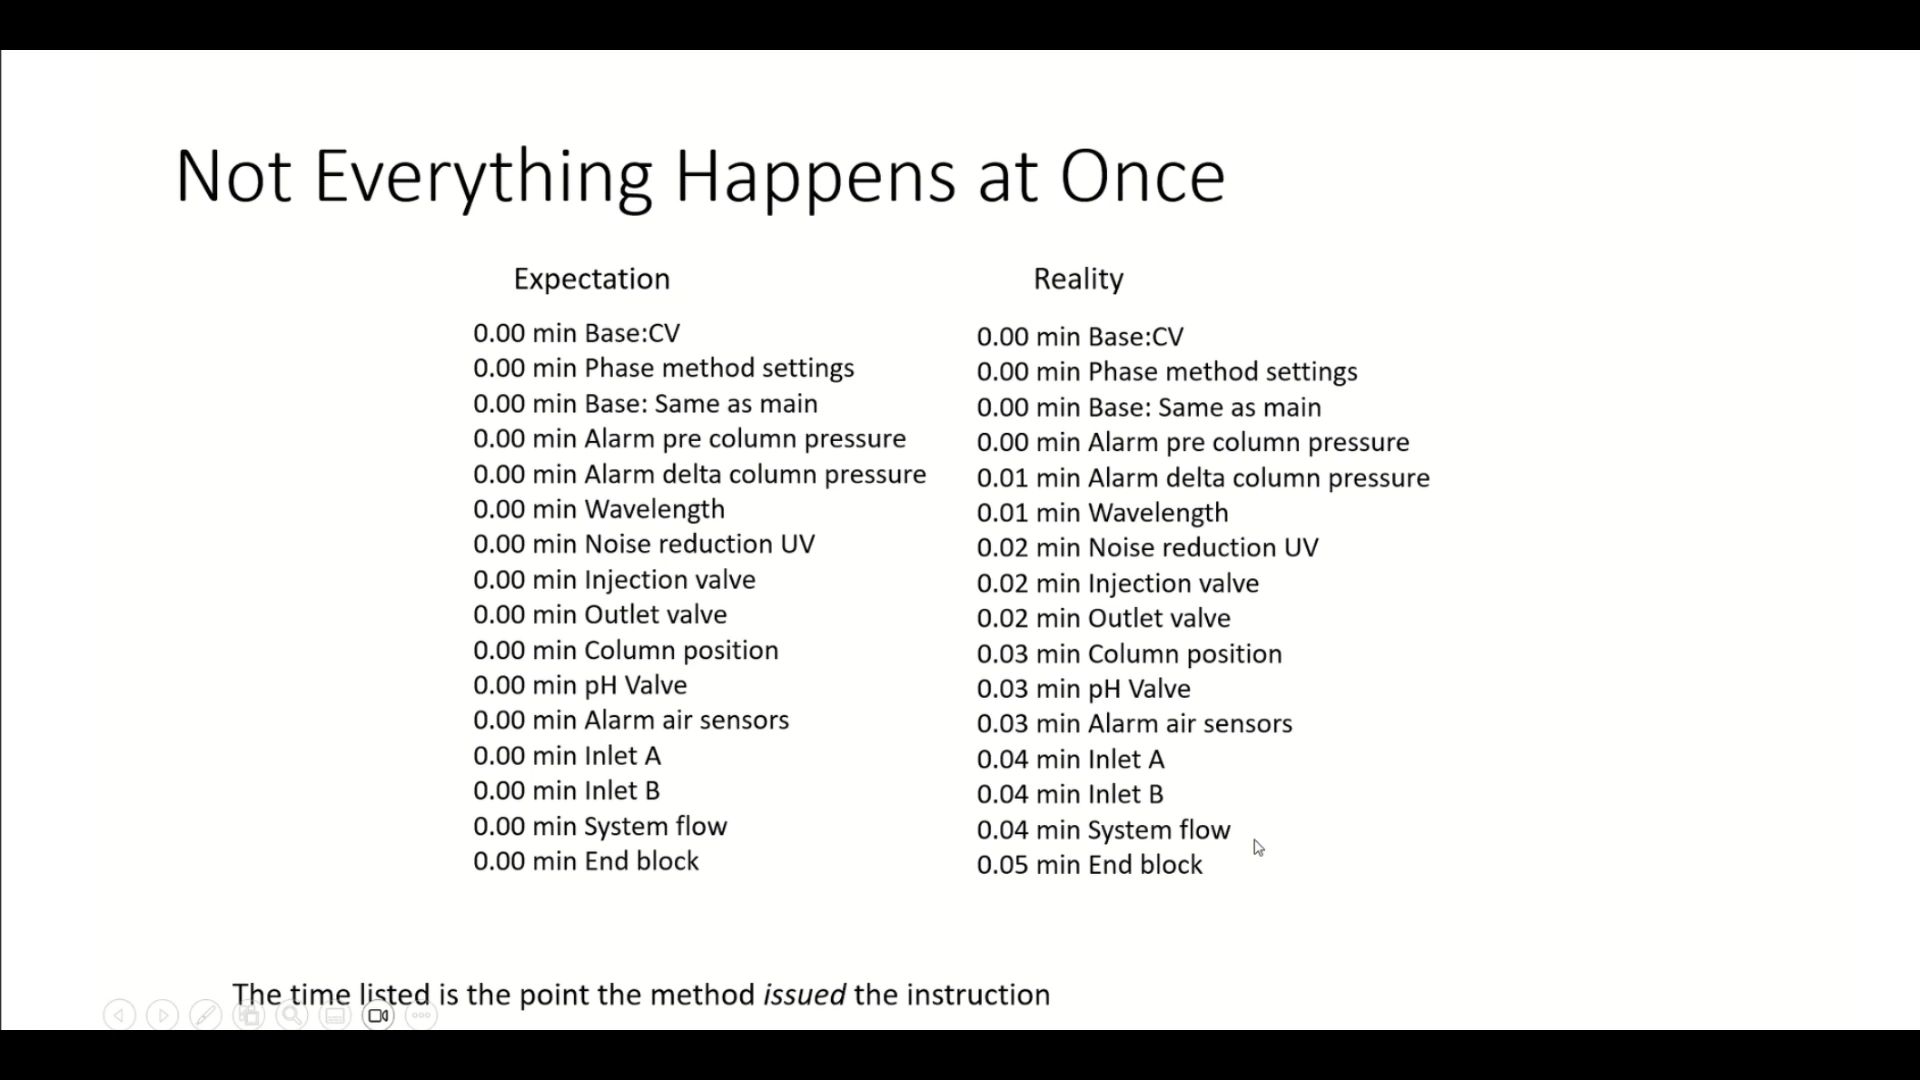 Not Everything Happens at Once
Expectation
0.00 min Base:CV
0.00 min Phase method settings
0.00 min Base: Same as main
0.00 min Alarm pre column pressure
0.00 min Alarm delta column pressure
0.00 min Wavelength
0.00 min Noise reduction UV
0.00 min Injection valve
0.00 min Outlet valve
0.00 min Column position
0.00 min pH Valve
0.00 min Alarm air sensors
0.00 min Inlet A
0.00 min Inlet B
0.00 min System flow
0.00 min End block
Reality
0.00 min Base:CV
0.00 min Phase method settings
0.00 min Base: Same as main
0.00 min Alarm pre column pressure
0.01 min Alarm delta column pressure
0.01 min Wavelength
0.02 min Noise reduction UV
0.02 min Injection valve
0.02 min Outlet valve
0.03 min Column position
0.03 min pH Valve
0.03 min Alarm air sensors
0.04 min Inlet A
0.04 min Inlet B
0.04 min System flow
0.05 min End block
The time listed is the point the method issued the instruction